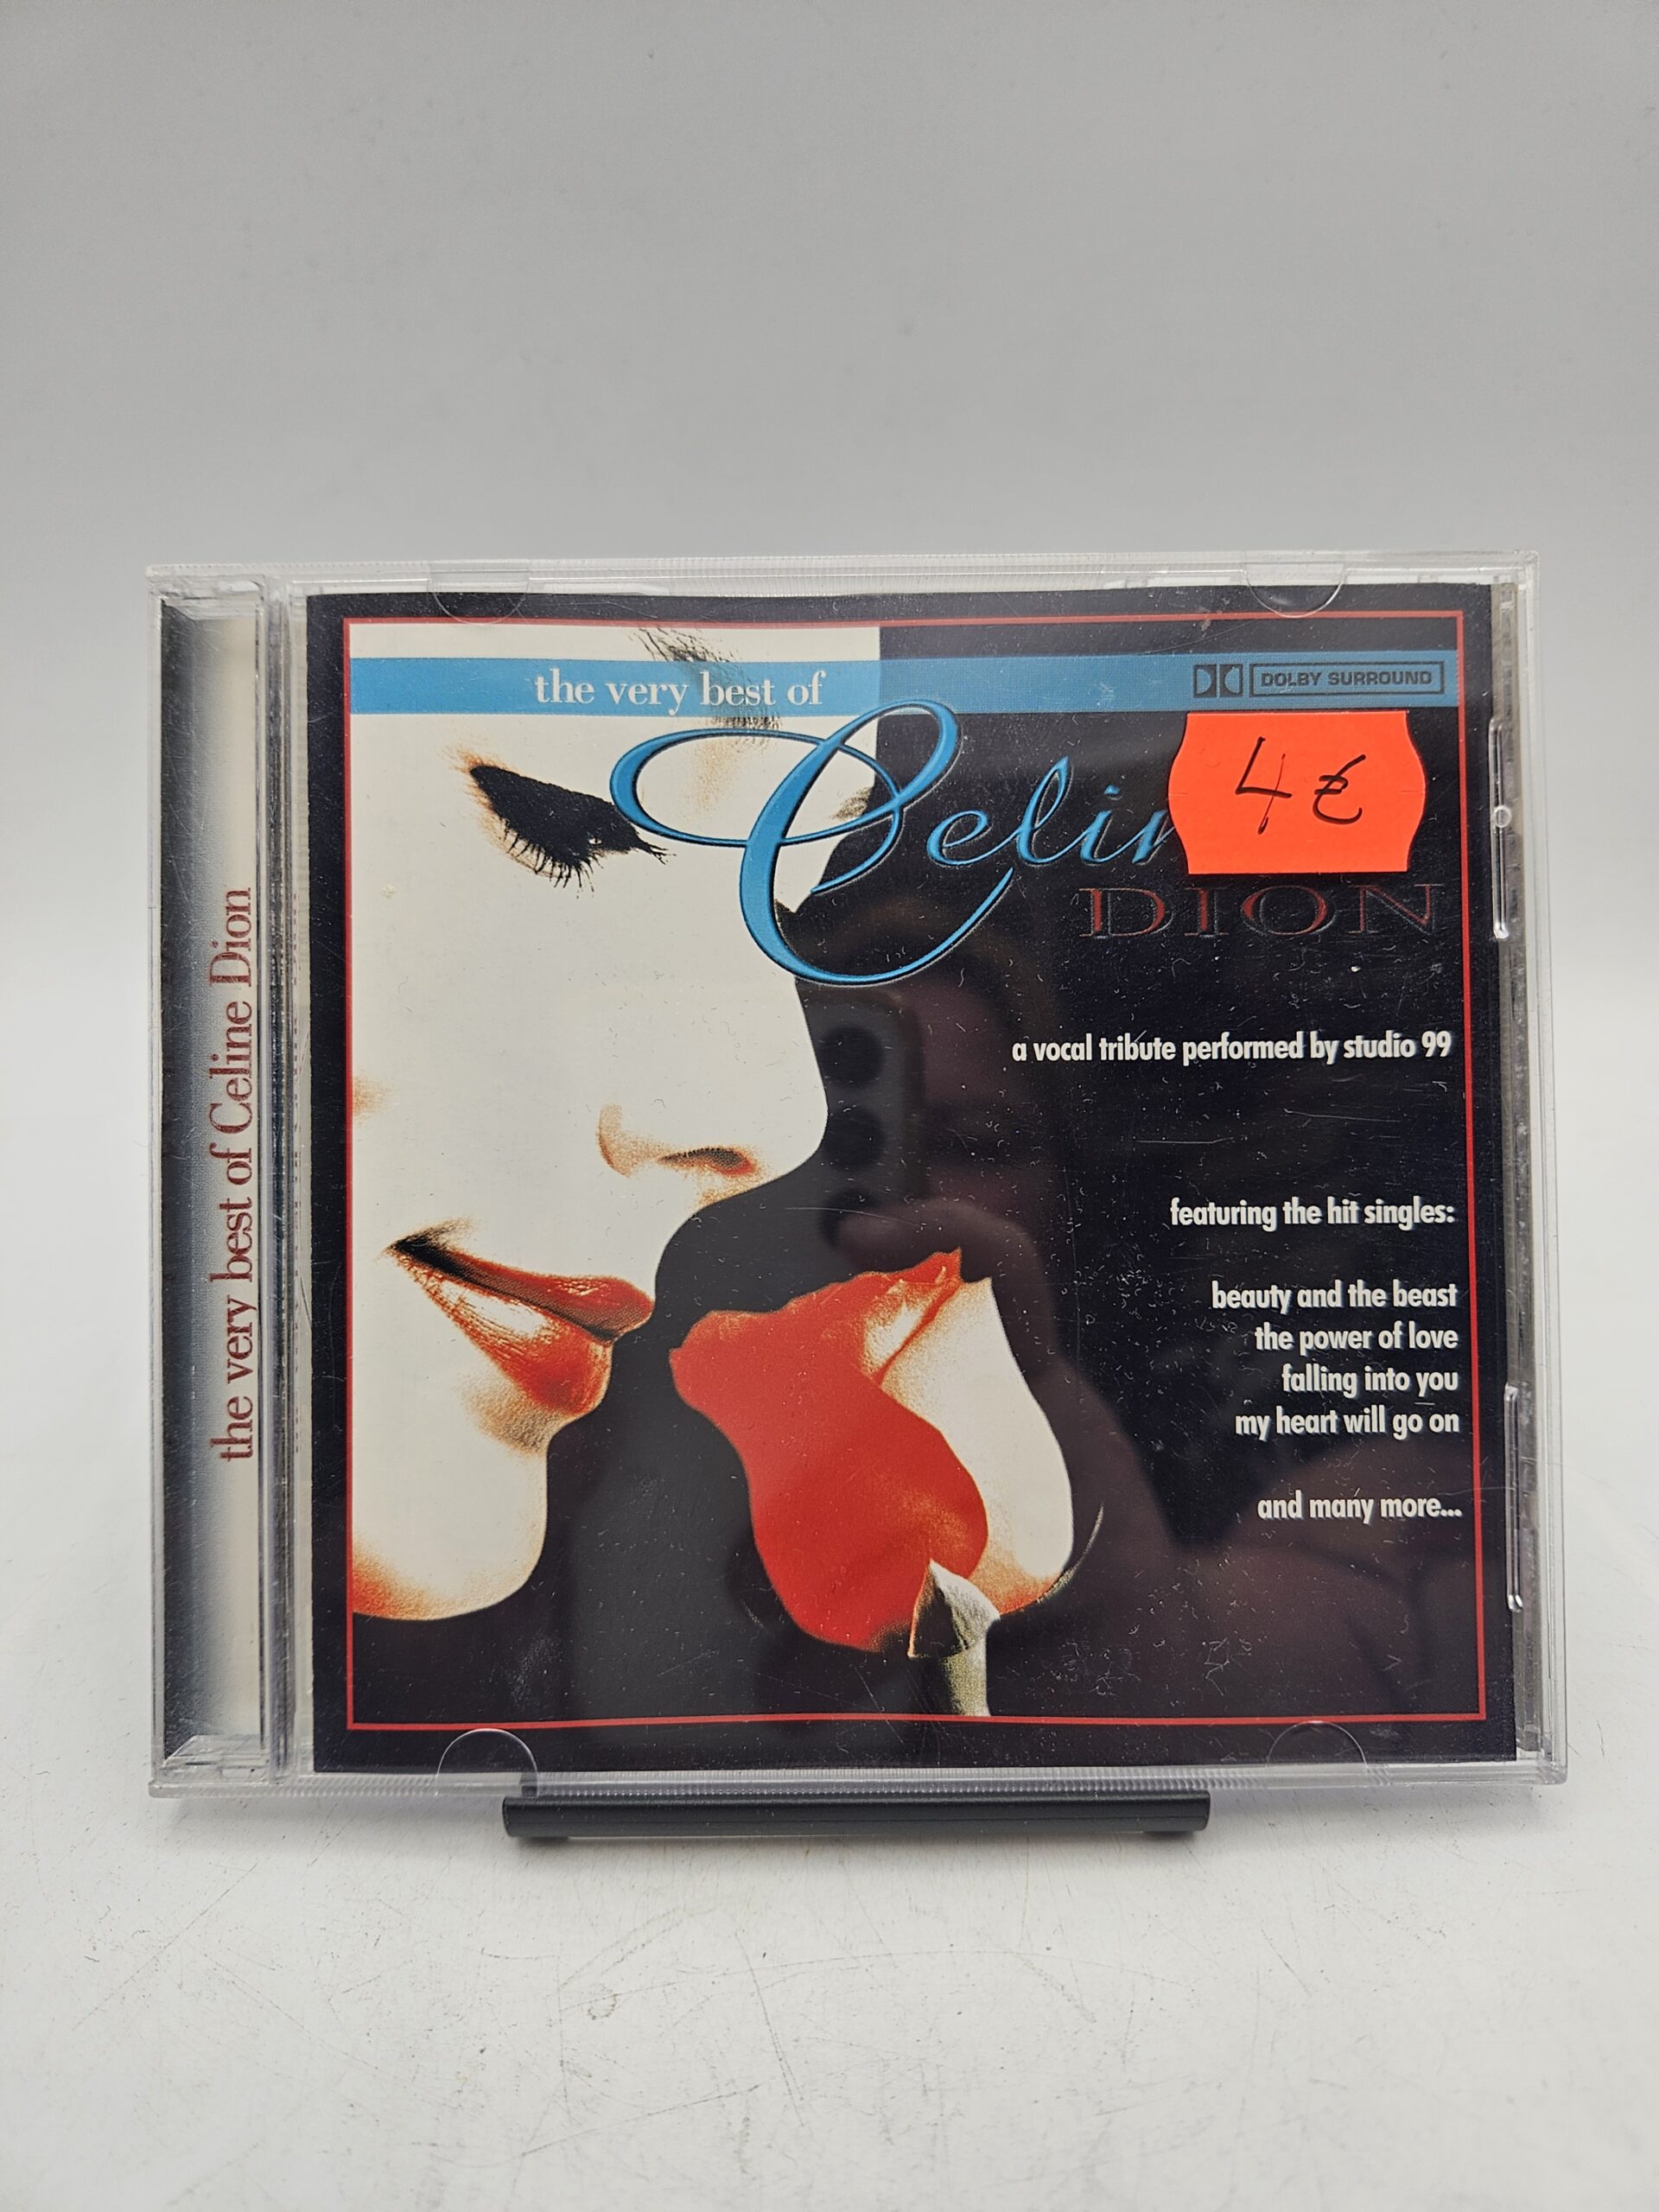 the very best of Celine Dion
the very best of
DOLBY SURROUND
4€
DION
a vocal tribute performed by studio 99
featuring the hit singles:
beauty and the beast
the power of love
falling into you
my heart will go on
and many more...